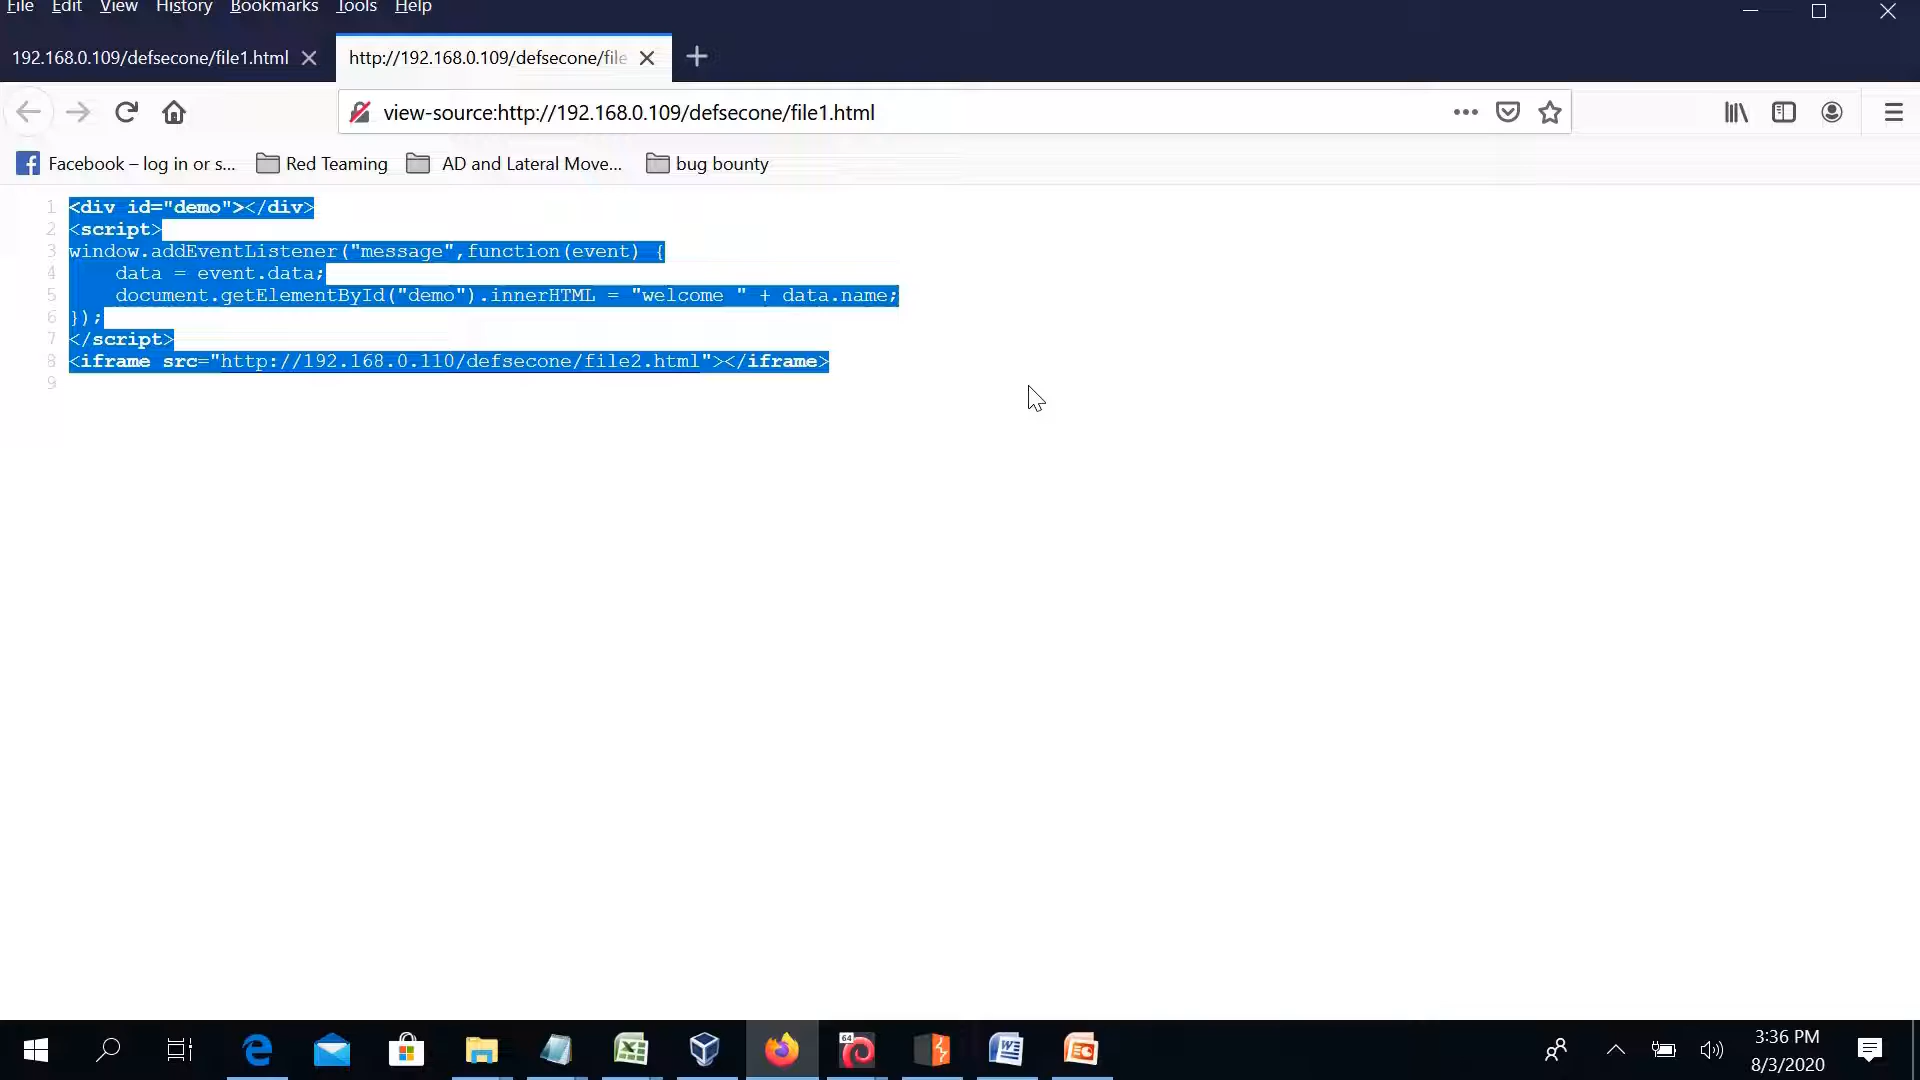 File Edit View History Bookmarks Tools Help
192.168.0.109/defsecone/file1.html
http://192.168.0.109/defsecone/file
view-source:http://192.168.0.109/defsecone/file1.html
Facebook – log in or s... Red Teaming AD and Lateral Move... bug bounty
1 <div id="demo"></div>
2 <script>
3 window.addEventListener("message",function(event) {
4 data = event.data;
5 document.getElementById("demo").innerHTML = "welcome " + data.name;
6 });
7 </script>
8 <iframe src="http://192.168.0.110/defsecone/file2.html"></iframe>
9
64
3:36 PM
8/3/2020